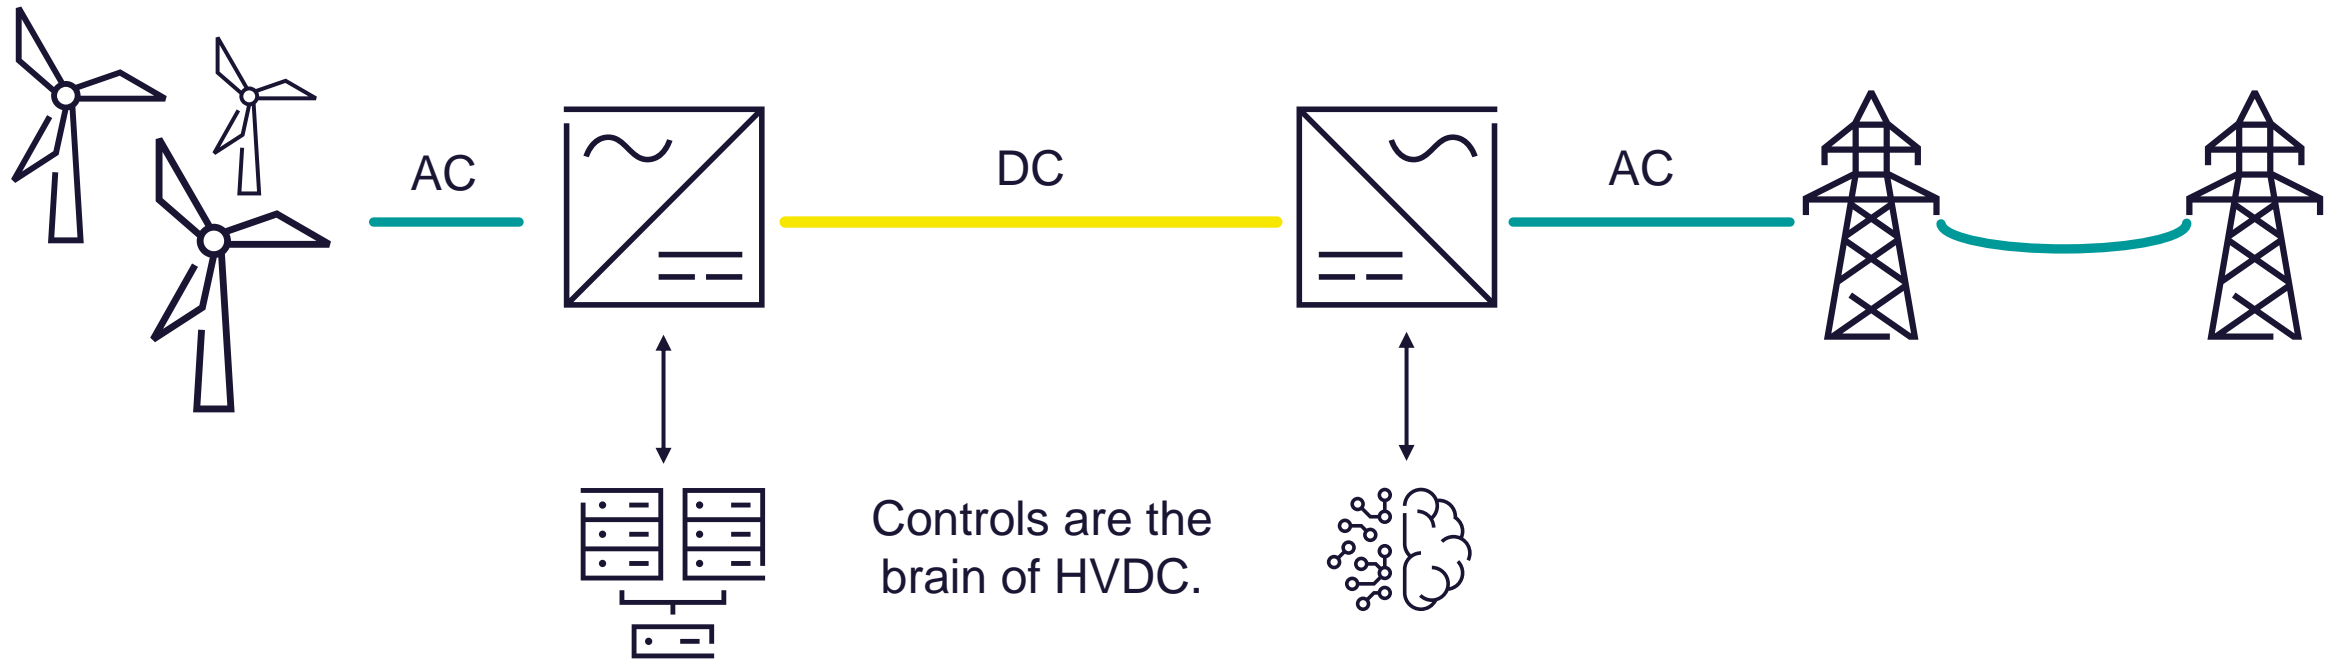 AC
DC
AC
Controls are the
brain of HVDC.